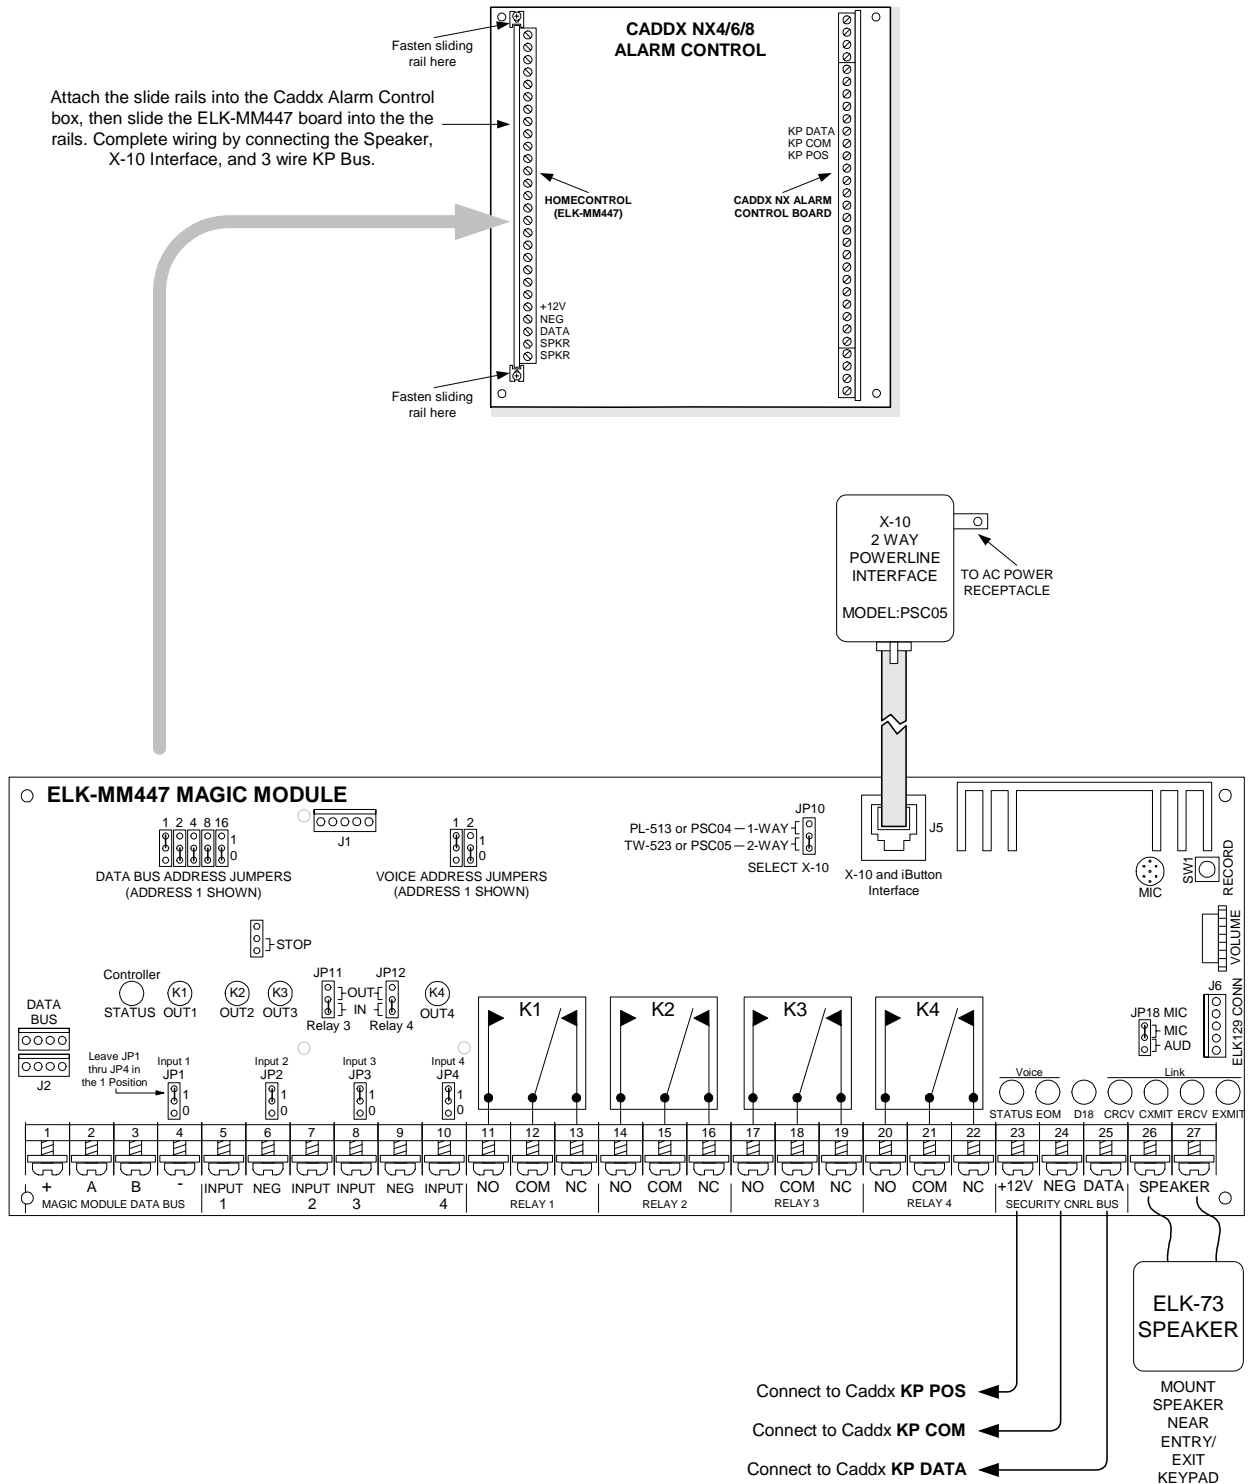 CADDX NX4/6/8
ALARM CONTROL
Fasten sliding
rail here
Attach the slide rails into the Caddx Alarm Control
box, then slide the ELK-MM447 board into the the
rails. Complete wiring by connecting the Speaker,
X-10 Interface, and 3 wire KP Bus.
KP DATA
KP COM
KP POS
HOMECONTROL
(ELK-MM447)
CADDX NX ALARM
CONTROL BOARD
+12V
NEG
DATA
SPKR
SPKR
Fasten sliding
rail here
X-10
2 WAY
POWERLINE
INTERFACE
MODEL:PSC05
TO AC POWER
RECEPTACLE
ELK-MM447 MAGIC MODULE
1 2 4 8 16
1
0
DATA BUS ADDRESS JUMPERS
(ADDRESS 1 SHOWN)
J1
1 2
1
0
VOICE ADDRESS JUMPERS
(ADDRESS 1 SHOWN)
JP10
PL-513 or PSC04 — 1-WAY
TW-523 or PSC05 — 2-WAY
SELECT X-10
J5
X-10 and iButton
Interface
MIC
SW1
RECORD
VOLUME
STOP
Controller
STATUS
K1
OUT1
K2
OUT2
K3
OUT3
JP11
JP12
OUT
IN
Relay 3
Relay 4
K4
OUT4
DATA
BUS
J2
Leave JP1
thru JP4 in
the 1 Position
Input 1
JP1
1
0
Input 2
JP2
1
0
Input 3
JP3
1
0
Input 4
JP4
1
0
K1
K2
K3
K4
JP18 MIC
MIC
AUD
J6
ELK129 CONN
Voice
Link
STATUS EOM D18 CRCV CXMIT ERCV EXMIT
1 2 3 4 5 6 7 8 9 10 11 12 13 14 15 16 17 18 19 20 21 22 23 24 25 26 27
+ A B - INPUT NEG INPUT INPUT NEG INPUT NO COM NC NO COM NC NO COM NC NO COM NC +12V NEG DATA SPEAKER
MAGIC MODULE DATA BUS 1 2 3 4 RELAY 1 RELAY 2 RELAY 3 RELAY 4 SECURITY CNRL BUS
ELK-73
SPEAKER
MOUNT
SPEAKER
NEAR
ENTRY/
EXIT
KEYPAD
Connect to Caddx KP POS
Connect to Caddx KP COM
Connect to Caddx KP DATA